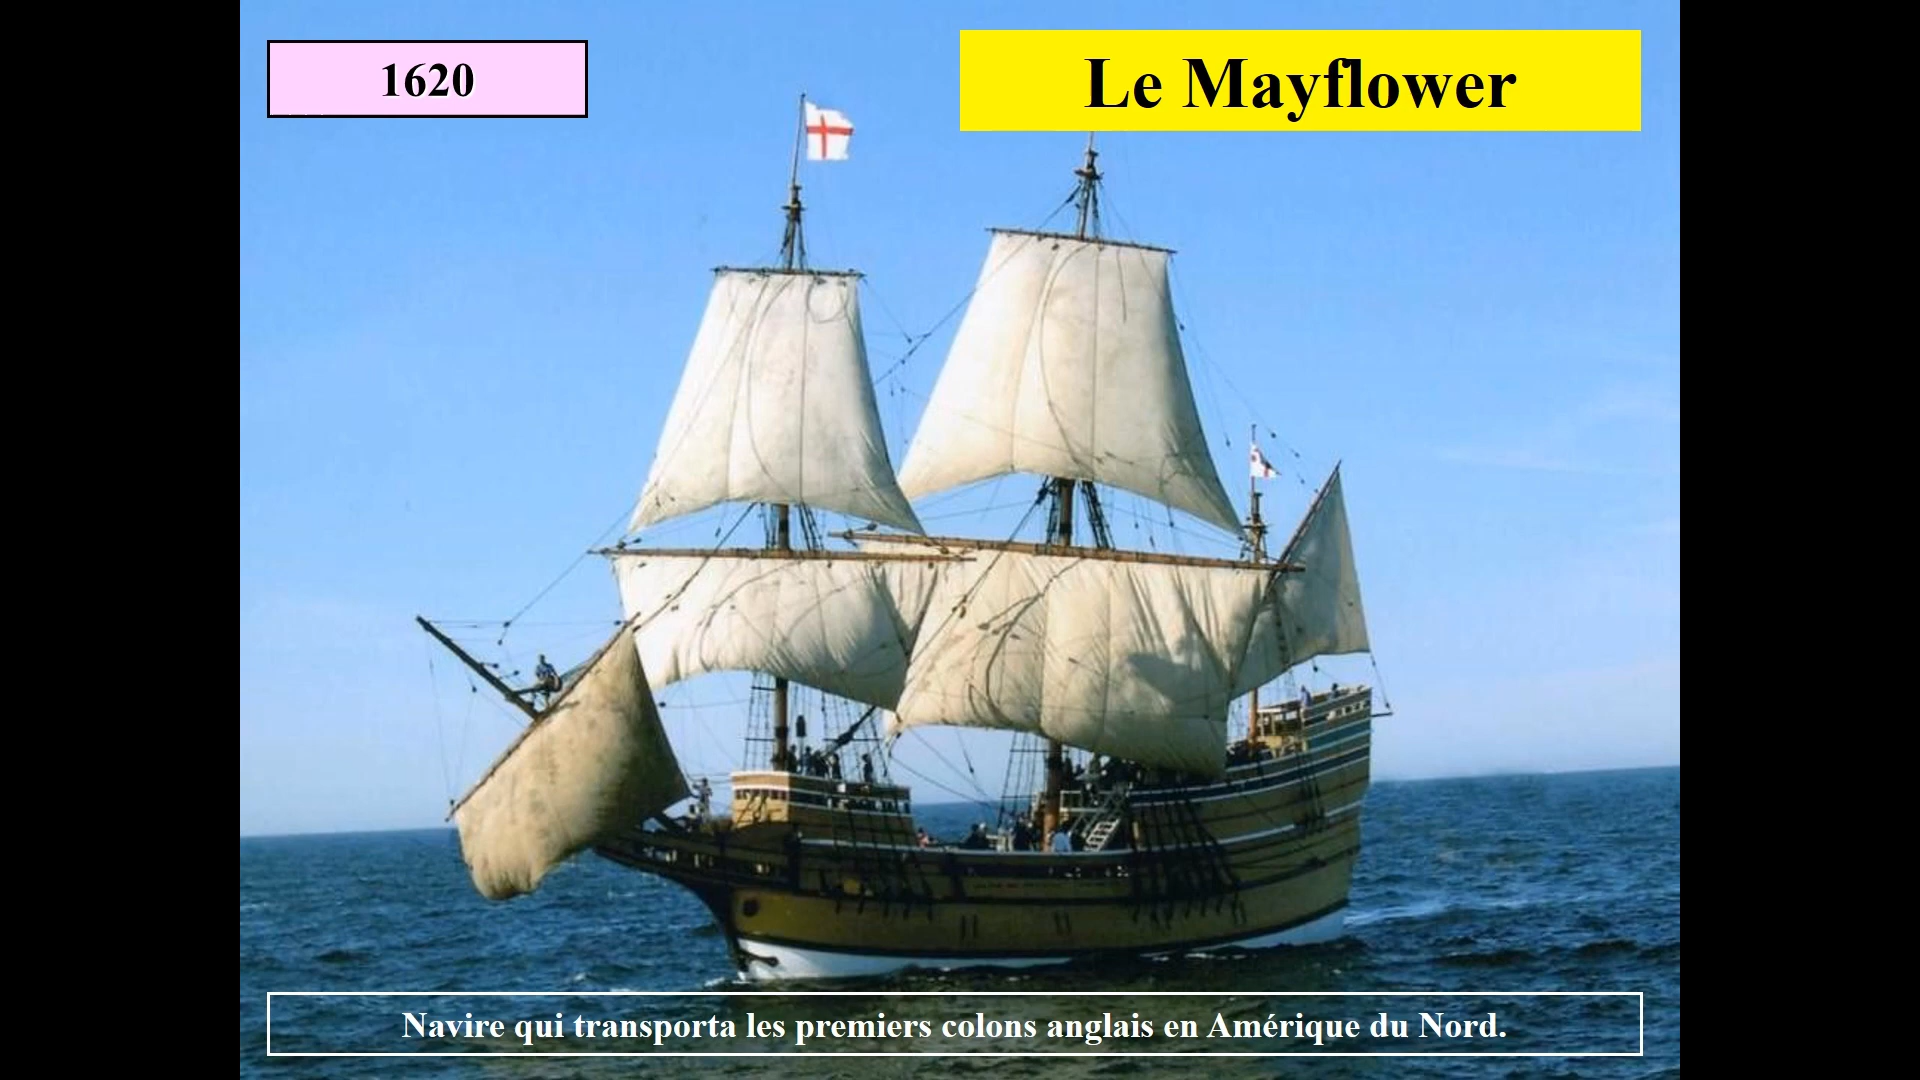 1620
Le Mayflower
Navire qui transporta les premiers colons anglais en Amérique du Nord.